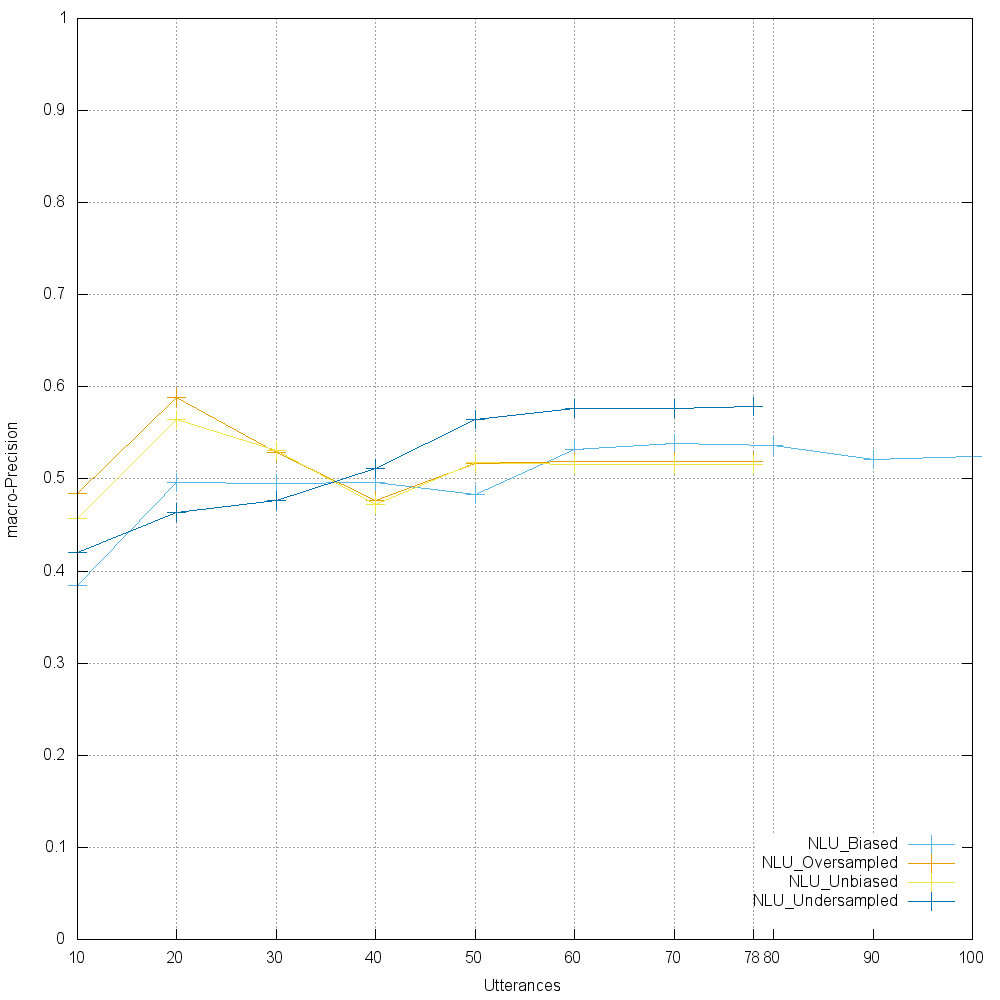 1
0.9
0.8
0.7
0.6
0.5
0.4
0.3
0.2
0.1
0
macro-Precision
NLU_Biased
NLU_Oversampled
NLU_Unbiased
NLU_Undersampled
10 20 30 40 50 60 70 78 80 90 100
Utterances